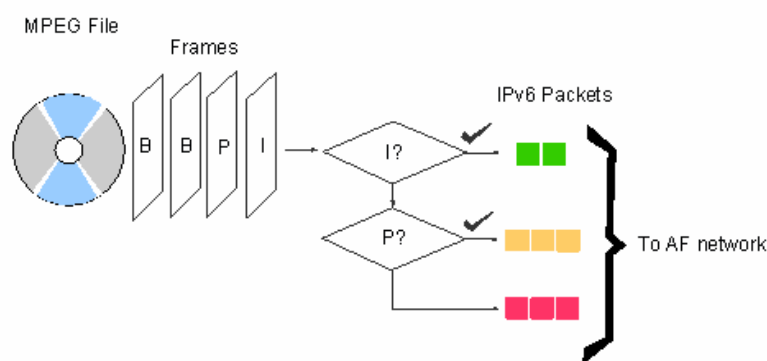 MPEG File
Frames
B
B
P
I
I?
IPv6 Packets
P?
To AF network